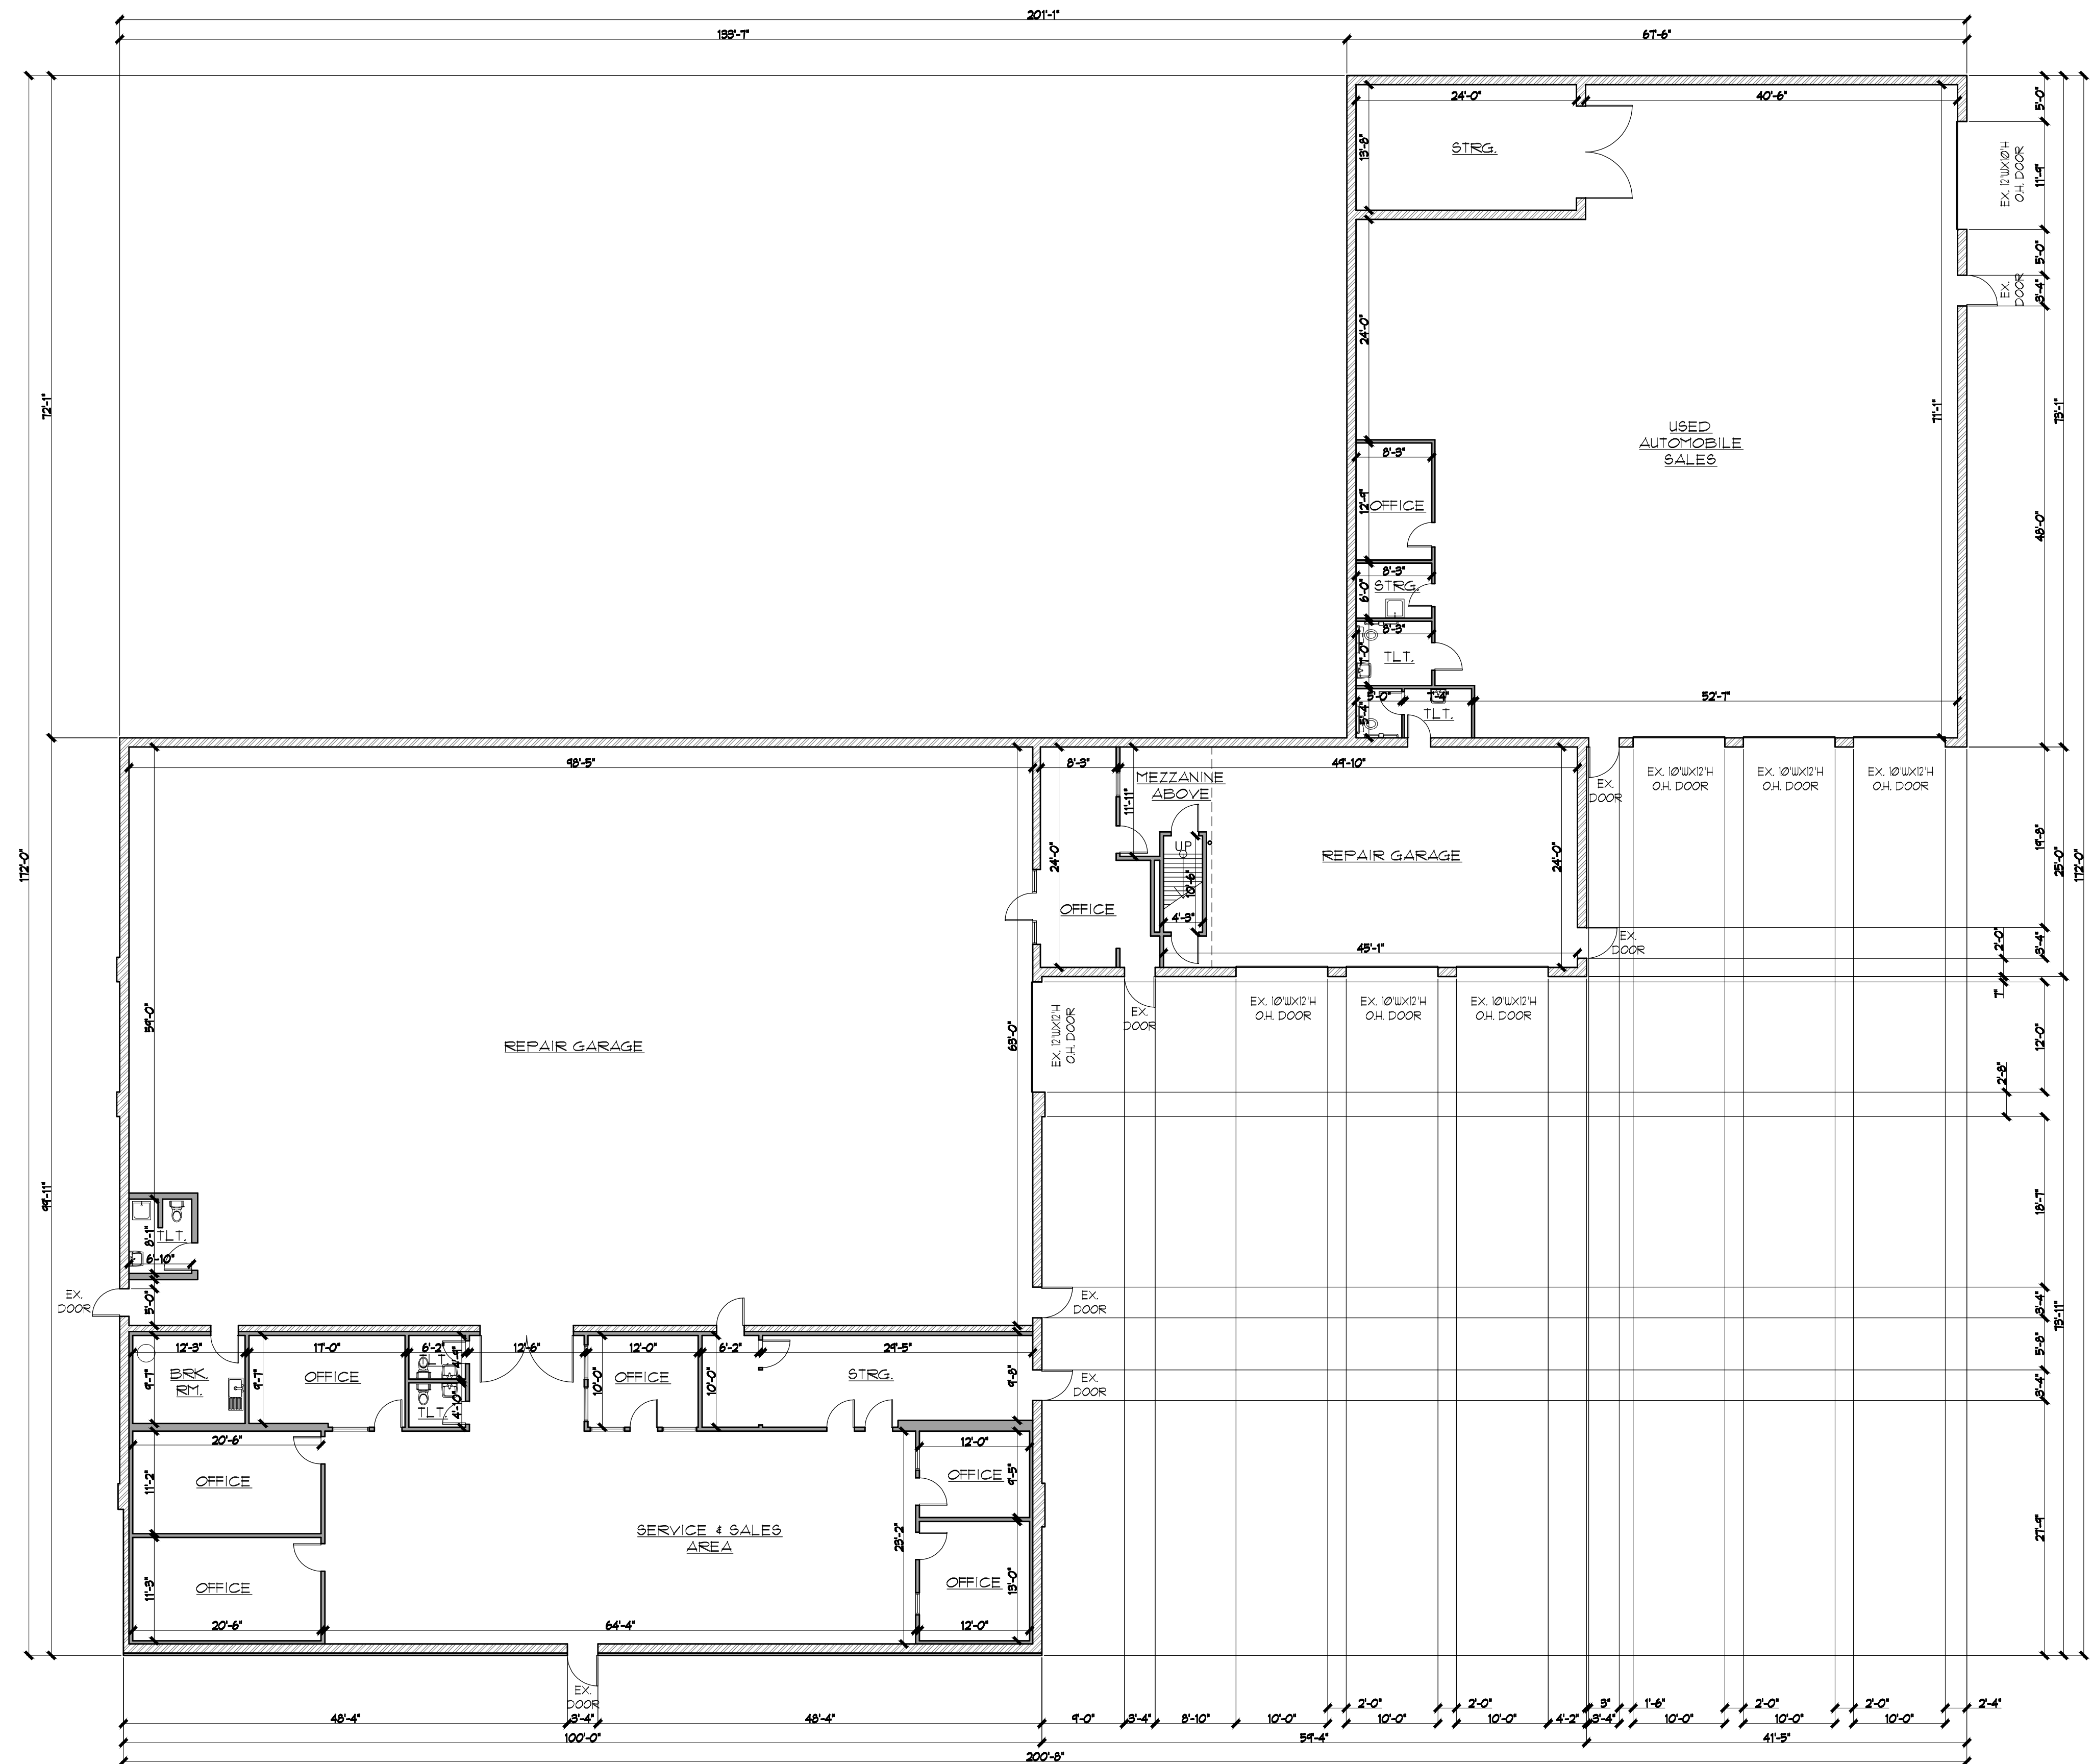 201'-1"
133'-7"
67'-6"
24'-0"
40'-6"
5'-0"
13'-8"
STRG.
EX. 12'WX10'H
O.H. DOOR
11'-9"
5'-0"
EX.
DOOR
3'-4"
24'-0"
72'-1"
71'-1"
73'-1"
USED
AUTOMOBILE
SALES
8'-3"
12'-9"
OFFICE
48'-0"
8'-3"
6'-0"
STRG.
8'-3"
7'-0"
TLT.
5'-0"
7'-4"
52'-7"
5'-4"
TLT.
98'-5"
8'-3"
49'-10"
MEZZANINE
ABOVE
11'-11"
EX.
DOOR
EX. 10'WX12'H
O.H. DOOR
EX. 10'WX12'H
O.H. DOOR
EX. 10'WX12'H
O.H. DOOR
19'-8"
24'-0"
UP
REPAIR GARAGE
24'-0"
25'-0"
172'-0"
172'-0"
10'-6"
OFFICE
4'-3"
45'-1"
EX.
DOOR
2'-0"
3'-4"
7"
59'-0"
63'-0"
EX. 12'WX12'H
O.H. DOOR
EX.
DOOR
EX. 10'WX12'H
O.H. DOOR
EX. 10'WX12'H
O.H. DOOR
EX. 10'WX12'H
O.H. DOOR
12'-0"
REPAIR GARAGE
2'-8"
99'-11"
18'-7"
8'-1"
TLT.
6'-10"
EX.
DOOR
5'-0"
EX.
DOOR
3'-4"
73'-11"
12'-3"
17'-0"
6'-2"
4'-9"
12'-6"
12'-0"
6'-2"
29'-5"
5'-8"
9'-7"
BRK.
RM.
9'-7"
OFFICE
TLT.
4'-10"
10'-0"
OFFICE
10'-0"
STRG.
9'-8"
EX.
DOOR
3'-4"
20'-6"
11'-2"
OFFICE
12'-0"
OFFICE
9'-5"
SERVICE & SALES
AREA
23'-2"
27'-9"
11'-3"
OFFICE
OFFICE
13'-0"
20'-6"
64'-4"
12'-0"
EX.
DOOR
2'-0"
2'-0"
3"
1'-6"
2'-0"
2'-0"
2'-4"
48'-4"
3'-4"
48'-4"
9'-0"
3'-4"
8'-10"
10'-0"
10'-0"
10'-0"
4'-2"
3'-4"
10'-0"
10'-0"
10'-0"
100'-0"
59'-4"
41'-5"
200'-8"